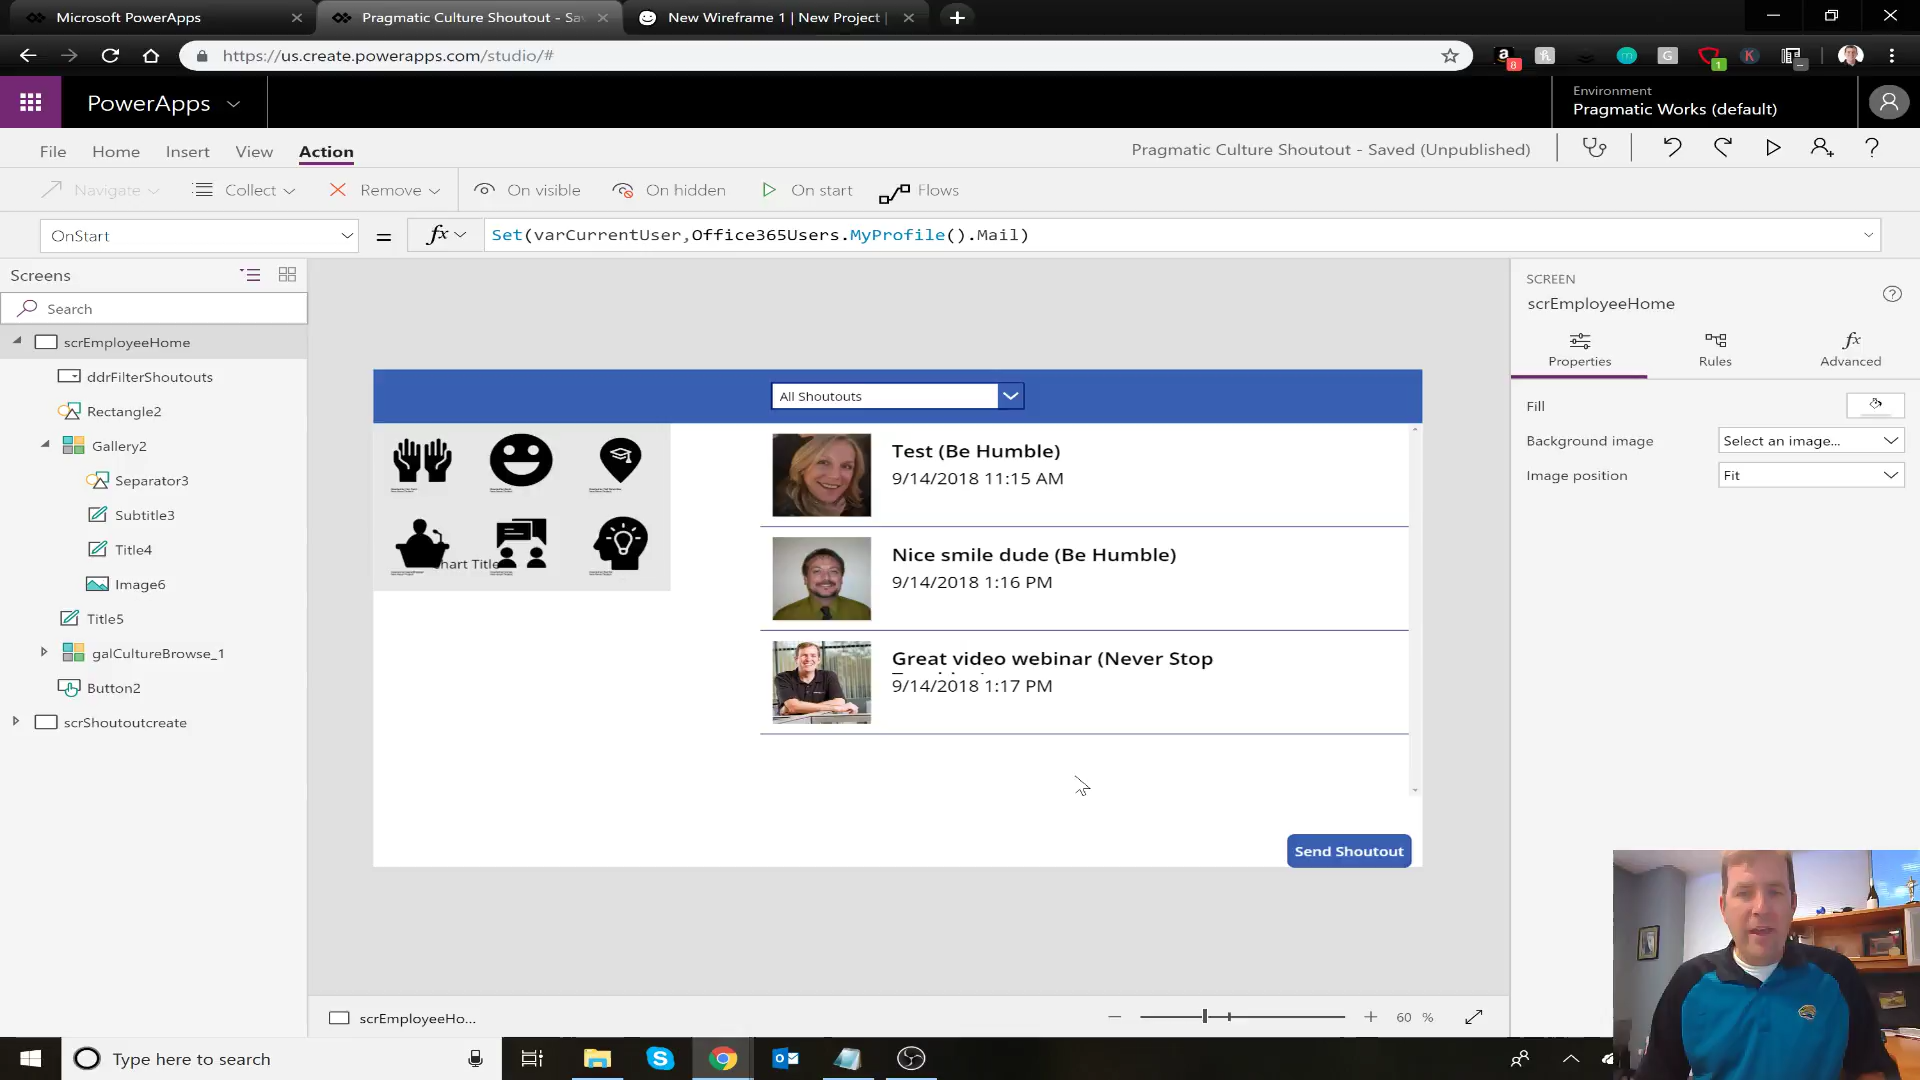 Microsoft PowerApps
Pragmatic Culture Shoutout - Sa
New Wireframe 1 | New Project |
https://us.create.powerapps.com/studio/#
8
1
PowerApps
Environment
Pragmatic Works (default)
File
Home
Insert
View
Action
Pragmatic Culture Shoutout - Saved (Unpublished)
Navigate
Collect
Remove
On visible
On hidden
On start
Flows
OnStart
=
fx
Set(varCurrentUser,Office365Users.MyProfile().Mail)
Screens
Search
scrEmployeeHome
ddrFilterShoutouts
Rectangle2
Gallery2
Separator3
Subtitle3
Title4
Image6
Title5
galCultureBrowse_1
Button2
scrShoutoutcreate
All Shoutouts
Test (Be Humble)
9/14/2018 11:15 AM
Nice smile dude (Be Humble)
9/14/2018 1:16 PM
Great video webinar (Never Stop
9/14/2018 1:17 PM
Chart Title
Send Shoutout
SCREEN
scrEmployeeHome
Properties
Rules
Advanced
Fill
Background image
Select an image...
Image position
Fit
scrEmployeeHo...
60 %
Type here to search